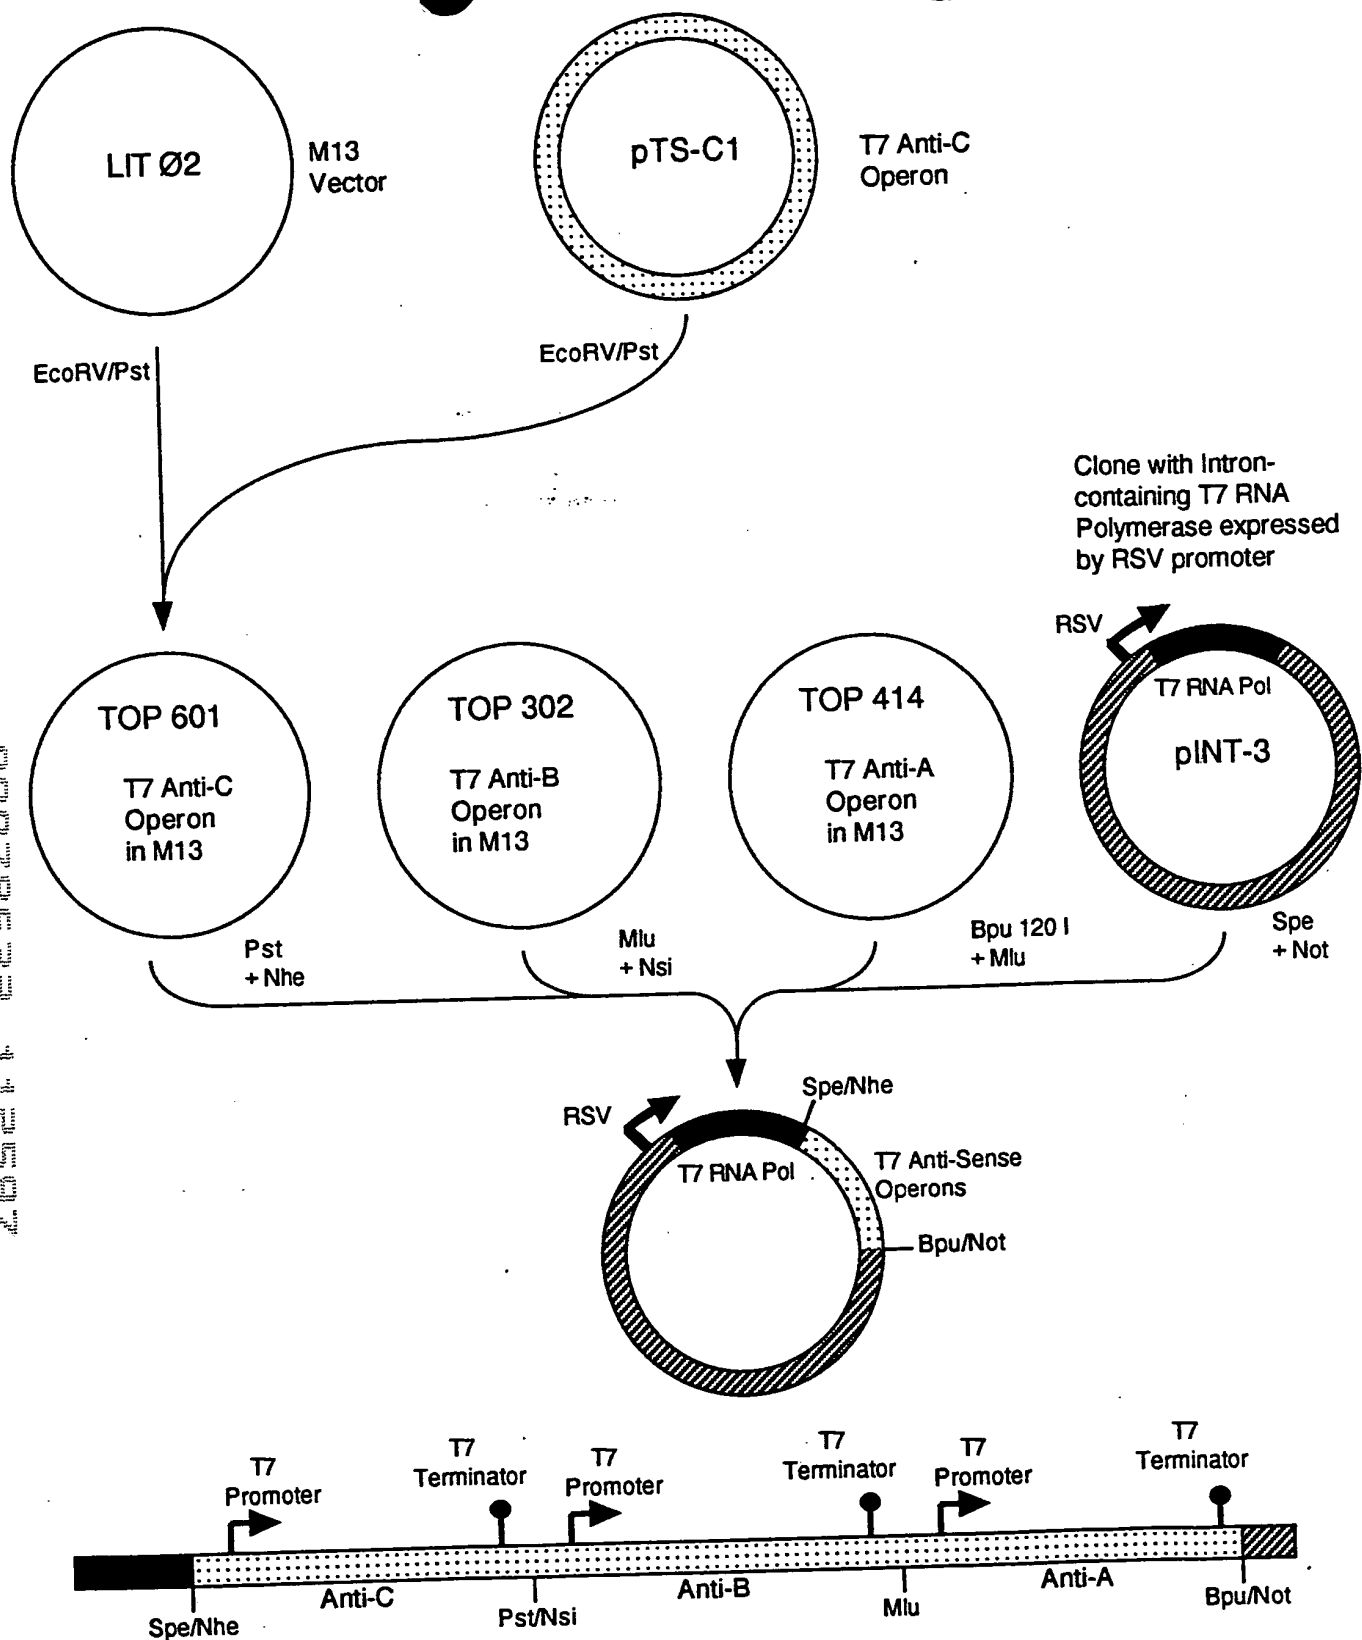 LIT Ø2
M13
Vector
pTS-C1
T7 Anti-C
Operon
EcoRV/Pst
EcoRV/Pst
Clone with Intron-
containing T7 RNA
Polymerase expressed
by RSV promoter
TOP 601
T7 Anti-C
Operon
in M13
TOP 302
T7 Anti-B
Operon
in M13
TOP 414
T7 Anti-A
Operon
in M13
RSV
T7 RNA Pol
pINT-3
Pst
+ Nhe
Mlu
+ Nsi
Bpu 120 I
+ Mlu
Spe
+ Not
RSV
Spe/Nhe
T7 RNA Pol
T7 Anti-Sense
Operons
Bpu/Not
T7
Promoter
T7
Terminator
T7
Promoter
T7
Terminator
T7
Promoter
T7
Terminator
Anti-C
Anti-B
Anti-A
Spe/Nhe
Pst/Nsi
Mlu
Bpu/Not